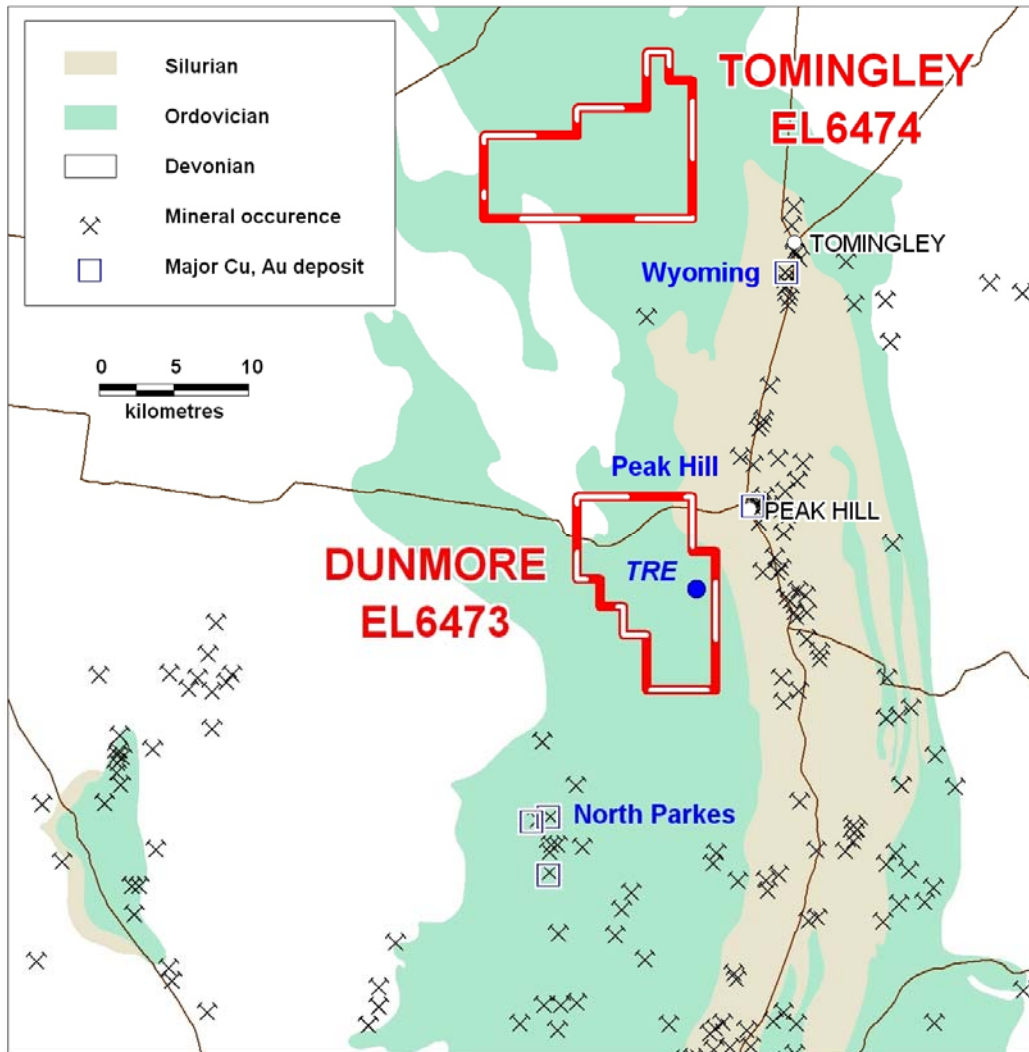 Silurian
Ordovician
Devonian
Mineral occurence
Major Cu, Au deposit
TOMINGLEY
EL6474
TOMINGLEY
Wyoming
0 5 10
kilometres
Peak Hill
PEAK HILL
DUNMORE
EL6473
TRE
North Parkes